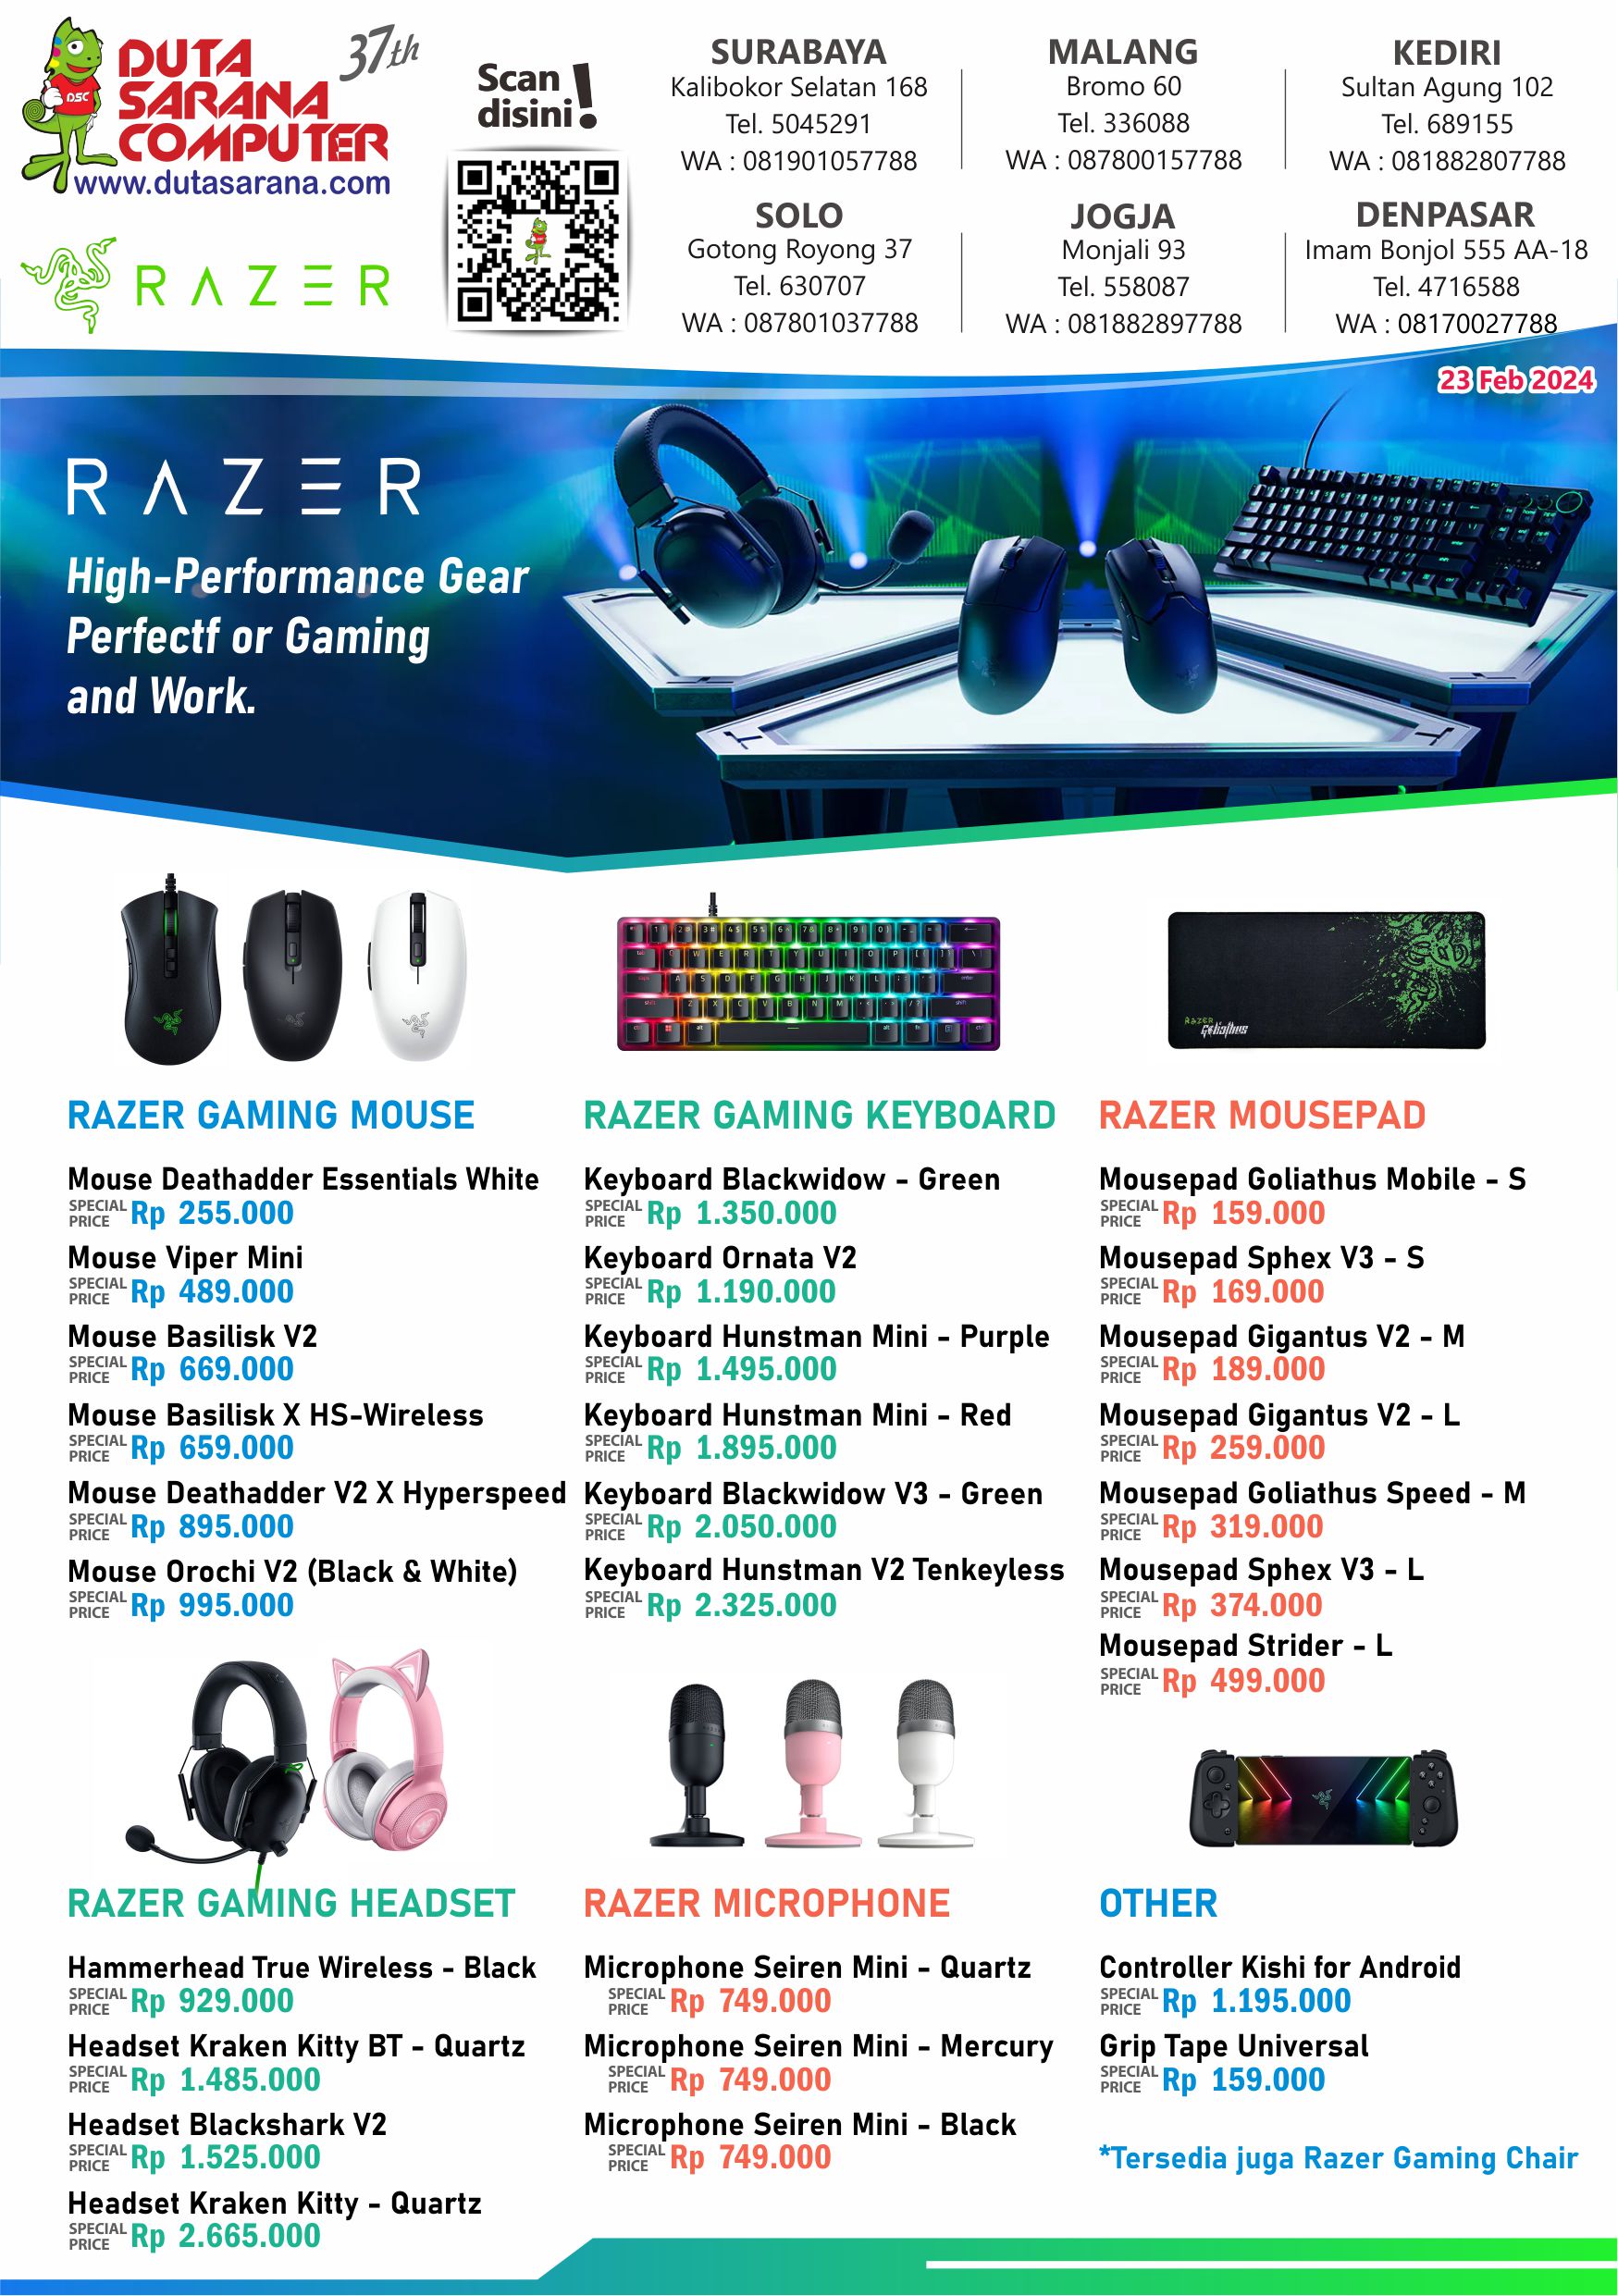 DUTA
SARANA
COMPUTER
37th
DSC
www.dutasarana.com
RAZER
Scan
disini!
SURABAYA
Kalibokor Selatan 168
Tel. 5045291
WA : 081901057788
MALANG
Bromo 60
Tel. 336088
WA : 087800157788
KEDIRI
Sultan Agung 102
Tel. 689155
WA : 081882807788
SOLO
Gotong Royong 37
Tel. 630707
WA : 087801037788
JOGJA
Monjali 93
Tel. 558087
WA : 081882897788
DENPASAR
Imam Bonjol 555 AA-18
Tel. 4716588
WA : 08170027788
23 Feb 2024
RAZER
High-Performance Gear
Perfectf or Gaming
and Work.
RAZER
Goliathus
RAZER GAMING MOUSE
Mouse Deathadder Essentials White
SPECIAL PRICE Rp 255.000
Mouse Viper Mini
SPECIAL PRICE Rp 489.000
Mouse Basilisk V2
SPECIAL PRICE Rp 669.000
Mouse Basilisk X HS-Wireless
SPECIAL PRICE Rp 659.000
Mouse Deathadder V2 X Hyperspeed
SPECIAL PRICE Rp 895.000
Mouse Orochi V2 (Black & White)
SPECIAL PRICE Rp 995.000
RAZER GAMING KEYBOARD
Keyboard Blackwidow - Green
SPECIAL PRICE Rp 1.350.000
Keyboard Ornata V2
SPECIAL PRICE Rp 1.190.000
Keyboard Hunstman Mini - Purple
SPECIAL PRICE Rp 1.495.000
Keyboard Hunstman Mini - Red
SPECIAL PRICE Rp 1.895.000
Keyboard Blackwidow V3 - Green
SPECIAL PRICE Rp 2.050.000
Keyboard Hunstman V2 Tenkeyless
SPECIAL PRICE Rp 2.325.000
RAZER MOUSEPAD
Mousepad Goliathus Mobile - S
SPECIAL PRICE Rp 159.000
Mousepad Sphex V3 - S
SPECIAL PRICE Rp 169.000
Mousepad Gigantus V2 - M
SPECIAL PRICE Rp 189.000
Mousepad Gigantus V2 - L
SPECIAL PRICE Rp 259.000
Mousepad Goliathus Speed - M
SPECIAL PRICE Rp 319.000
Mousepad Sphex V3 - L
SPECIAL PRICE Rp 374.000
Mousepad Strider - L
SPECIAL PRICE Rp 499.000
RAZER GAMING HEADSET
Hammerhead True Wireless - Black
SPECIAL PRICE Rp 929.000
Headset Kraken Kitty BT - Quartz
SPECIAL PRICE Rp 1.485.000
Headset Blackshark V2
SPECIAL PRICE Rp 1.525.000
Headset Kraken Kitty - Quartz
SPECIAL PRICE Rp 2.665.000
RAZER MICROPHONE
Microphone Seiren Mini - Quartz
SPECIAL PRICE Rp 749.000
Microphone Seiren Mini - Mercury
SPECIAL PRICE Rp 749.000
Microphone Seiren Mini - Black
SPECIAL PRICE Rp 749.000
OTHER
Controller Kishi for Android
SPECIAL PRICE Rp 1.195.000
Grip Tape Universal
SPECIAL PRICE Rp 159.000
*Tersedia juga Razer Gaming Chair